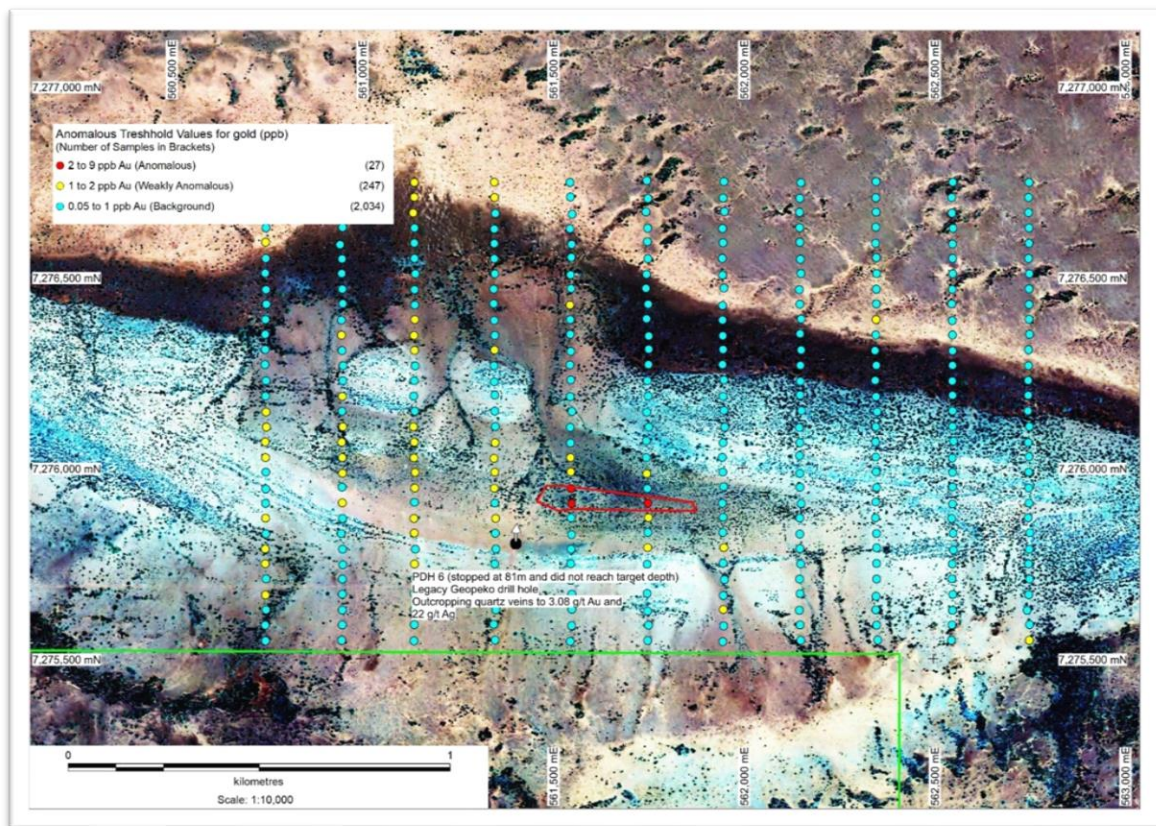 560,500 mE
561,000 mE
561,500 mE
562,000 mE
562,500 mE
7,277,000 mN
7,277,000 mN
Anomalous Treshhold Values for gold (ppb)
(Number of Samples in Brackets)
2 to 9 ppb Au (Anomalous) (27)
1 to 2 ppb Au (Weakly Anomalous) (247)
0.05 to 1 ppb Au (Background) (2,034)
7,276,500 mN
7,276,500 mN
7,276,000 mN
7,276,000 mN
PDH 6 (stopped at 81m and did not reach target depth)
Legacy Geopeko drill hole
Outcropping quartz veins to 3.08 g/t Au and
22 g/t Ag
7,275,500 mN
7,275,500 mN
0 1
kilometres
Scale: 1:10,000
561,500 mE
562,000 mE
562,500 mE
563,000 mE